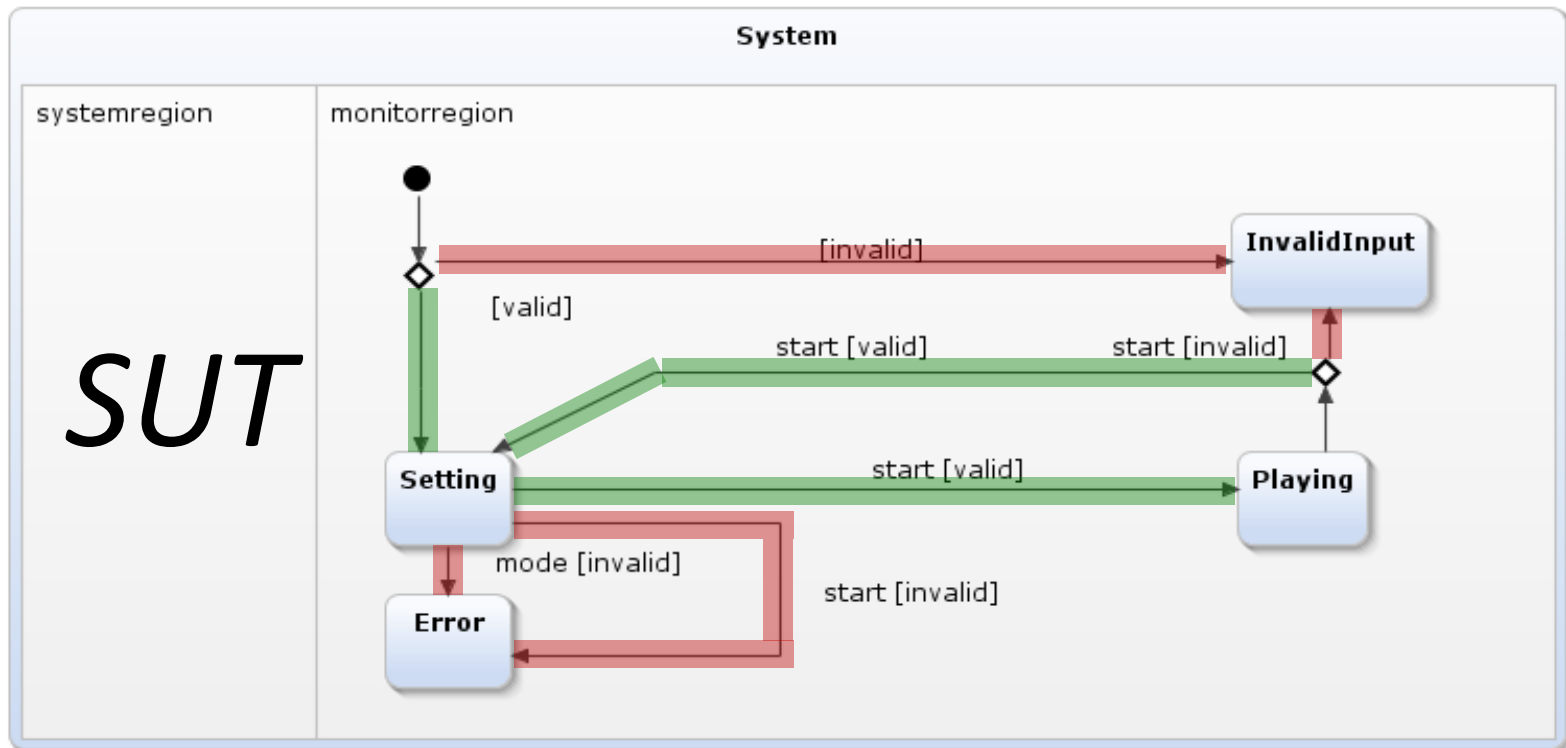 System
systemregion
monitorregion
[invalid]
InvalidInput
[valid]
start [valid]
start [invalid]
SUT
Setting
start [valid]
Playing
mode [invalid]
start [invalid]
Error